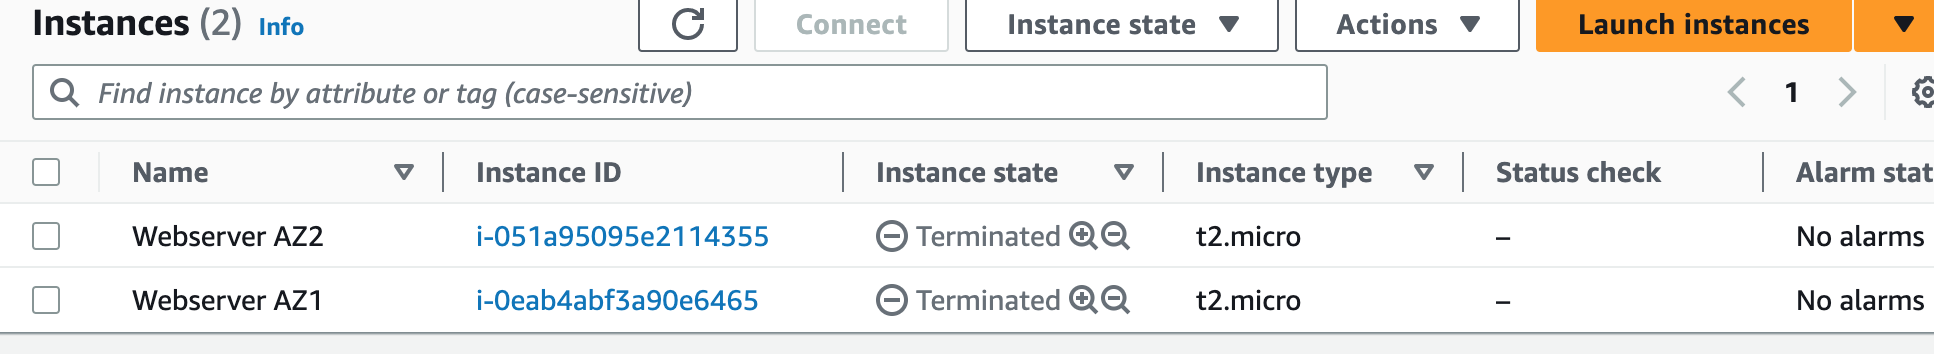 Instances (2) Info Connect Instance state Actions Launch instances
Find instance by attribute or tag (case-sensitive) 1
Name Instance ID Instance state Instance type Status check Alarm stat
Webserver AZ2 i-051a95095e2114355 Terminated t2.micro – No alarms
Webserver AZ1 i-0eab4abf3a90e6465 Terminated t2.micro – No alarms